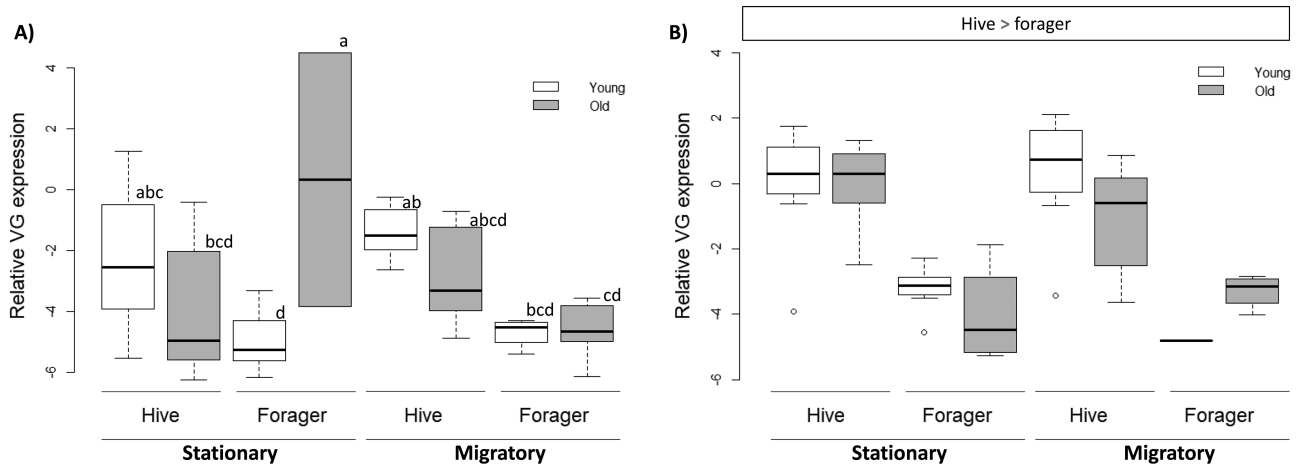 A)
Relative VG expression
4
2
0
-2
-4
-6
Young
Old
abc
bcd
d
a
ab
abcd
bcd
cd
Hive
Forager
Hive
Forager
Stationary
Migratory
B)
Hive > forager
Relative VG expression
4
2
0
-2
-4
-6
Young
Old
Hive
Forager
Hive
Forager
Stationary
Migratory